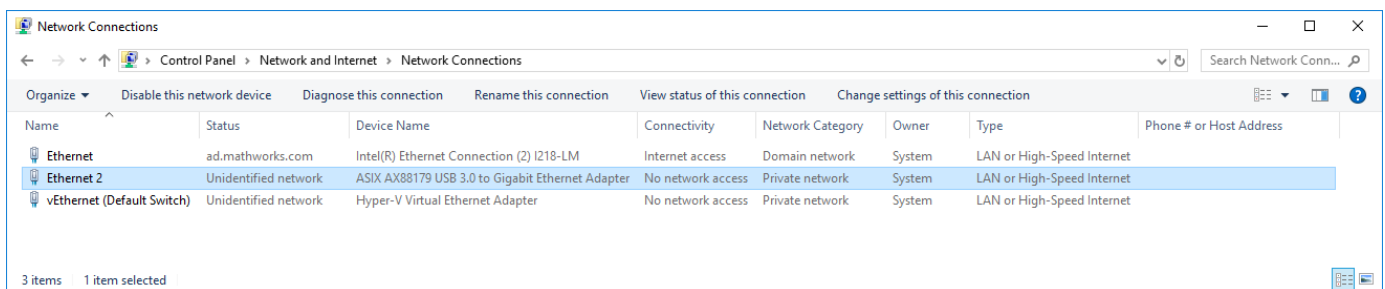 Network Connections
Control Panel > Network and Internet > Network Connections Search Network Conn...
Organize Disable this network device Diagnose this connection Rename this connection View status of this connection Change settings of this connection
Name Status Device Name Connectivity Network Category Owner Type Phone # or Host Address
Ethernet ad.mathworks.com Intel(R) Ethernet Connection (2) I218-LM Internet access Domain network System LAN or High-Speed Internet
Ethernet 2 Unidentified network ASIX AX88179 USB 3.0 to Gigabit Ethernet Adapter No network access Private network System LAN or High-Speed Internet
vEthernet (Default Switch) Unidentified network Hyper-V Virtual Ethernet Adapter No network access Private network System LAN or High-Speed Internet
3 items 1 item selected